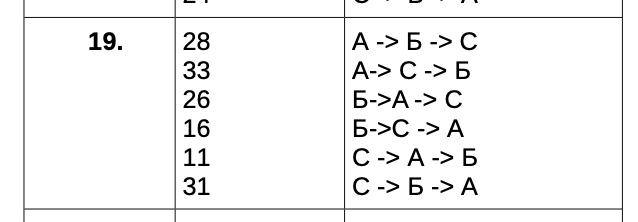 19.
28 А -> Б -> С
33 А-> С -> Б
26 Б->А -> С
16 Б->С -> А
11 С -> А -> Б
31 С -> Б -> А